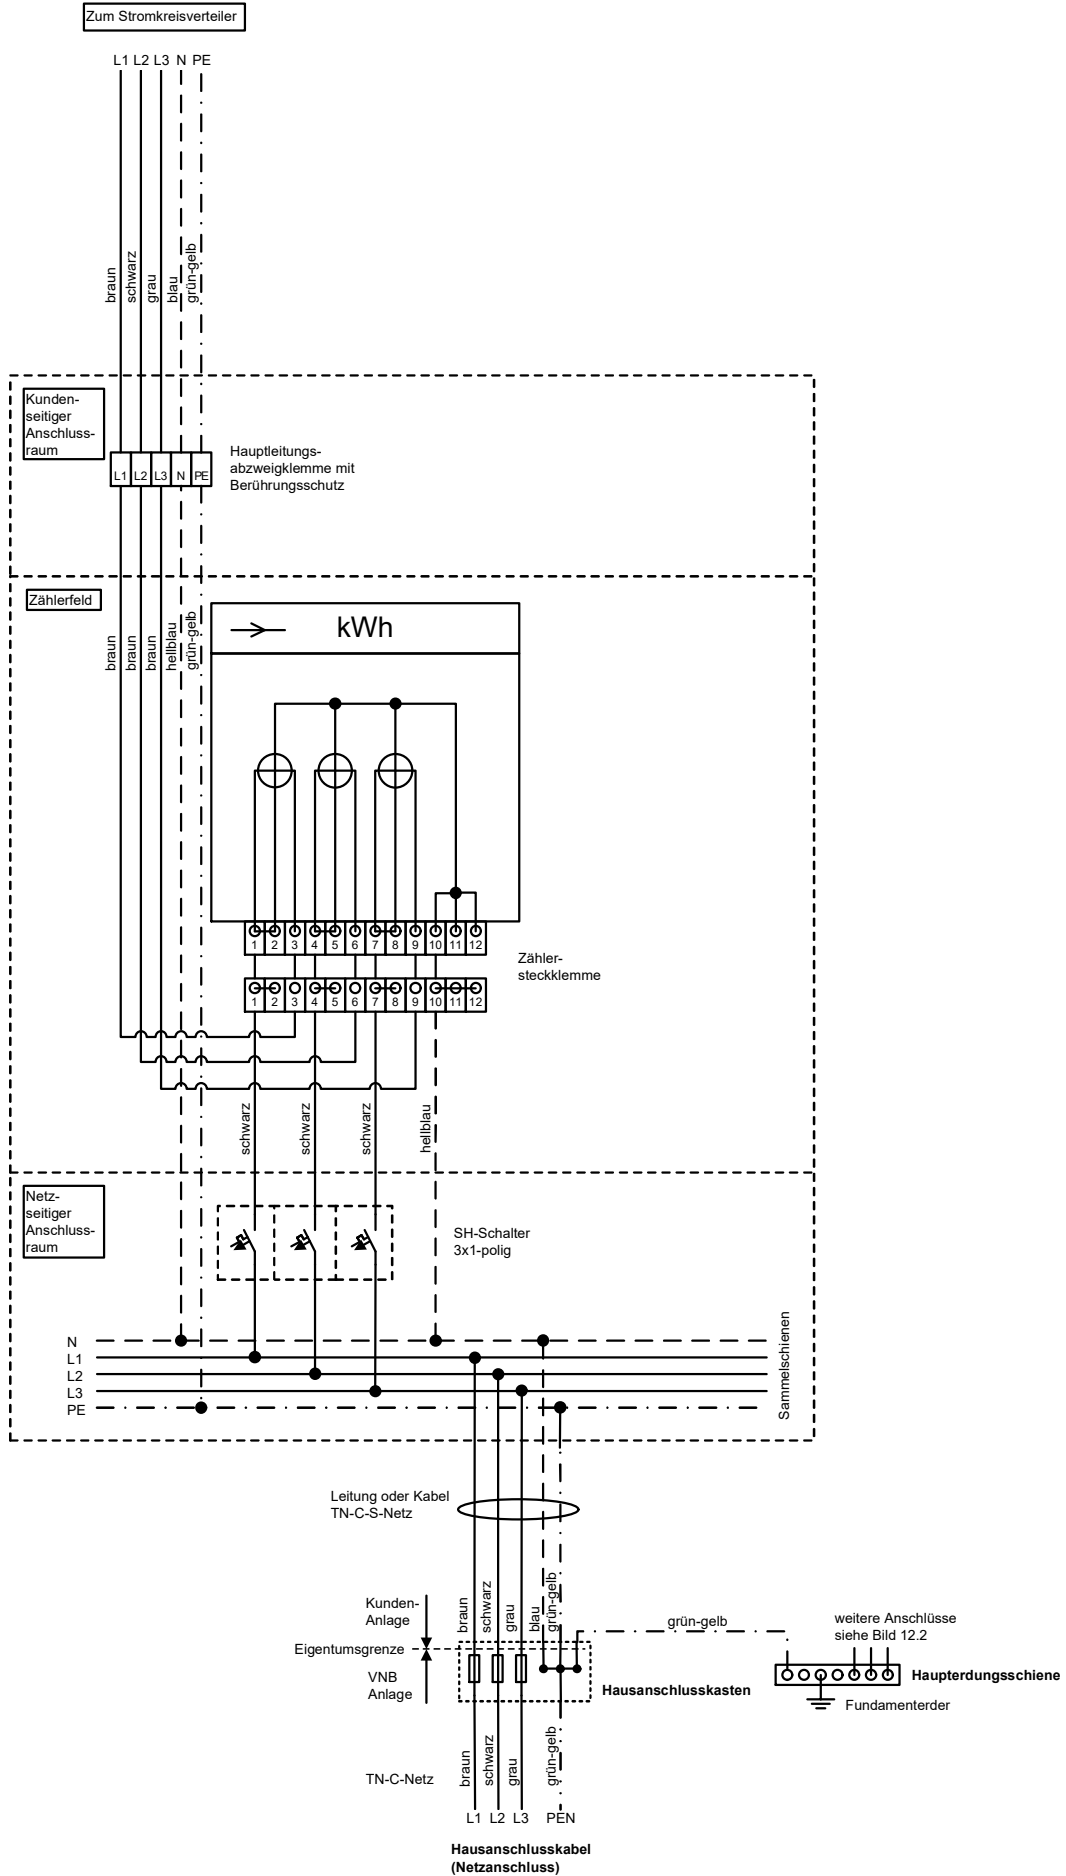 Zum Stromkreisverteiler
L1 L2 L3 N PE
braun
schwarz
grau
blau
grün-gelb
Kunden-
seitiger
Anschluss-
raum
L1 L2 L3 N PE
Hauptleitungs-
abzweigklemme mit
Berührungsschutz
Zählerfeld
braun
braun
braun
hellblau
grün-gelb
kWh
1 2 3 4 5 6 7 8 9 10 11 12
Zähler-
steckklemme
1 2 3 4 5 6 7 8 9 10 11 12
schwarz
schwarz
schwarz
hellblau
Netz-
seitiger
Anschluss-
raum
SH-Schalter
3x1-polig
N
L1
L2
L3
PE
Sammelschienen
Leitung oder Kabel
TN-C-S-Netz
Kunden-
Anlage
Eigentumsgrenze
VNB
Anlage
braun
schwarz
grau
blau
grün-gelb
grün-gelb
weitere Anschlüsse
siehe Bild 12.2
Haupterdungsschiene
Fundamenterder
Hausanschlusskasten
TN-C-Netz
braun
schwarz
grau
grün-gelb
L1 L2 L3 PEN
Hausanschlusskabel
(Netzanschluss)